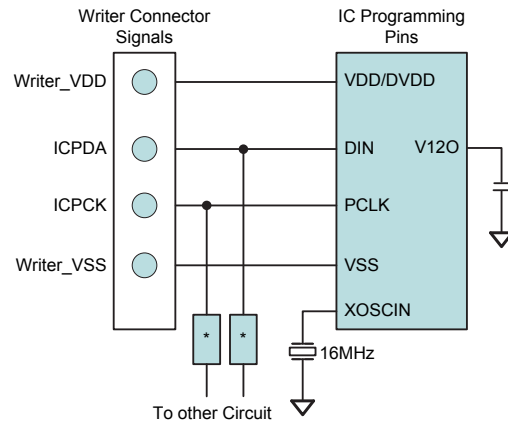 Writer Connector
Signals
IC Programming
Pins
Writer_VDD
VDD/DVDD
ICPDA
DIN
V12O
ICPCK
PCLK
Writer_VSS
VSS
XOSCIN
*
*
16MHz
To other Circuit